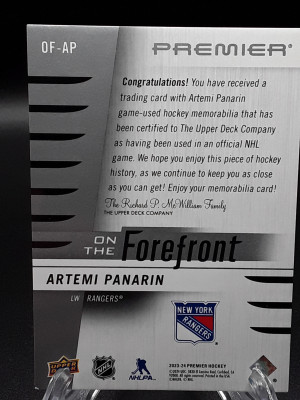 OF-AP
PREMIER
Congratulations! You have received a
trading card with Artemi Panarin
game-used hockey memorabilia that has
been certified to The Upper Deck Company
as having been used in an official NHL
game. We hope you enjoy this piece of hockey
history, as we continue to keep you as close
as you can get! Enjoy your memorabilia card!
The Richard P. McWilliam Family
THE UPPER DECK COMPANY
ON THE Forefront
ARTEMI PANARIN
LW RANGERS®
NEW YORK
RANGERS
UPPER DECK
NHL
NHLPA
2023-24 PREMIER HOCKEY